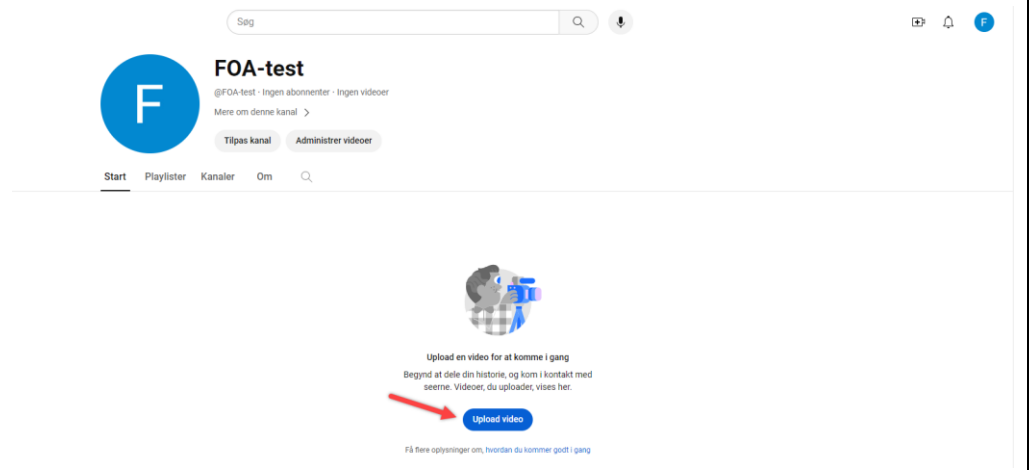 Søg
F
F
FOA-test
@FOA-test · Ingen abonnenter · Ingen videoer
Mere om denne kanal
Tilpas kanal Administrer videoer
Start Playlister Kanaler Om
Upload en video for at komme i gang
Begynd at dele din historie, og kom i kontakt med
seerne. Videoer, du uploader, vises her.
Upload video
Få flere oplysninger om, hvordan du kommer godt i gang